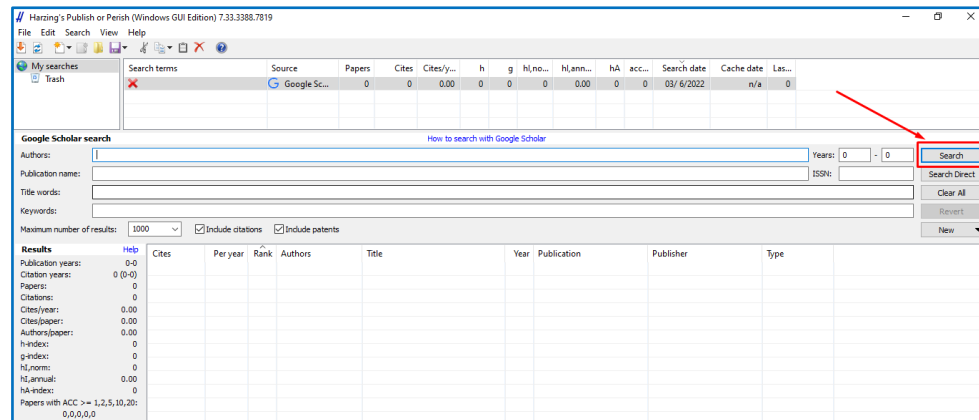 Harzing's Publish or Perish (Windows GUI Edition) 7.33.3388.7819
File Edit Search View Help
My searches
Trash
Search terms Source Papers Cites Cites/y... h g hI,no... hI,ann... hA acc... Search date Cache date Las...
Google Sc... 0 0 0.00 0 0 0 0.00 0 0 03/ 6/2022 n/a 0
Google Scholar search How to search with Google Scholar
Authors: Years: 0 - 0 Search
Publication name: ISSN: Search Direct
Title words: Clear All
Keywords: Revert
Maximum number of results: 1000 Include citations Include patents New
Results Help
Cites Per year Rank Authors Title Year Publication Publisher Type
Publication years: 0-0
Citation years: 0 (0-0)
Papers: 0
Citations: 0
Cites/year: 0.00
Cites/paper: 0.00
Authors/paper: 0.00
h-index: 0
g-index: 0
hI,norm: 0
hI,annual: 0.00
hA-index: 0
Papers with ACC >= 1,2,5,10,20:
0,0,0,0,0